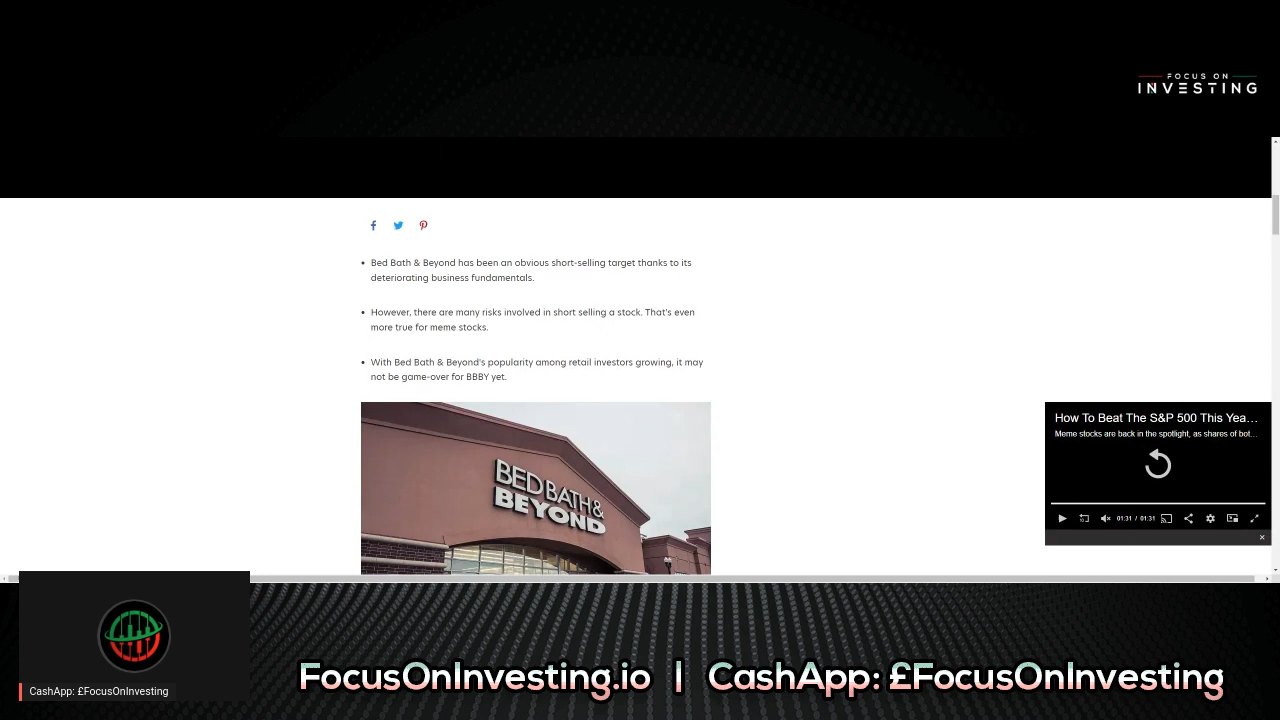 FOCUS ON
INVESTING
• Bed Bath & Beyond has been an obvious short-selling target thanks to its
deteriorating business fundamentals.
• However, there are many risks involved in short selling a stock. That's even
more true for meme stocks.
• With Bed Bath & Beyond's popularity among retail investors growing, it may
not be game-over for BBBY yet.
BED BATH &
BEYOND
How To Beat The S&P 500 This Yea...
Meme stocks are back in the spotlight, as shares of bot...
01:31 / 01:31
CashApp: £FocusOnInvesting
FocusOnInvesting.io | CashApp: £FocusOnInvesting